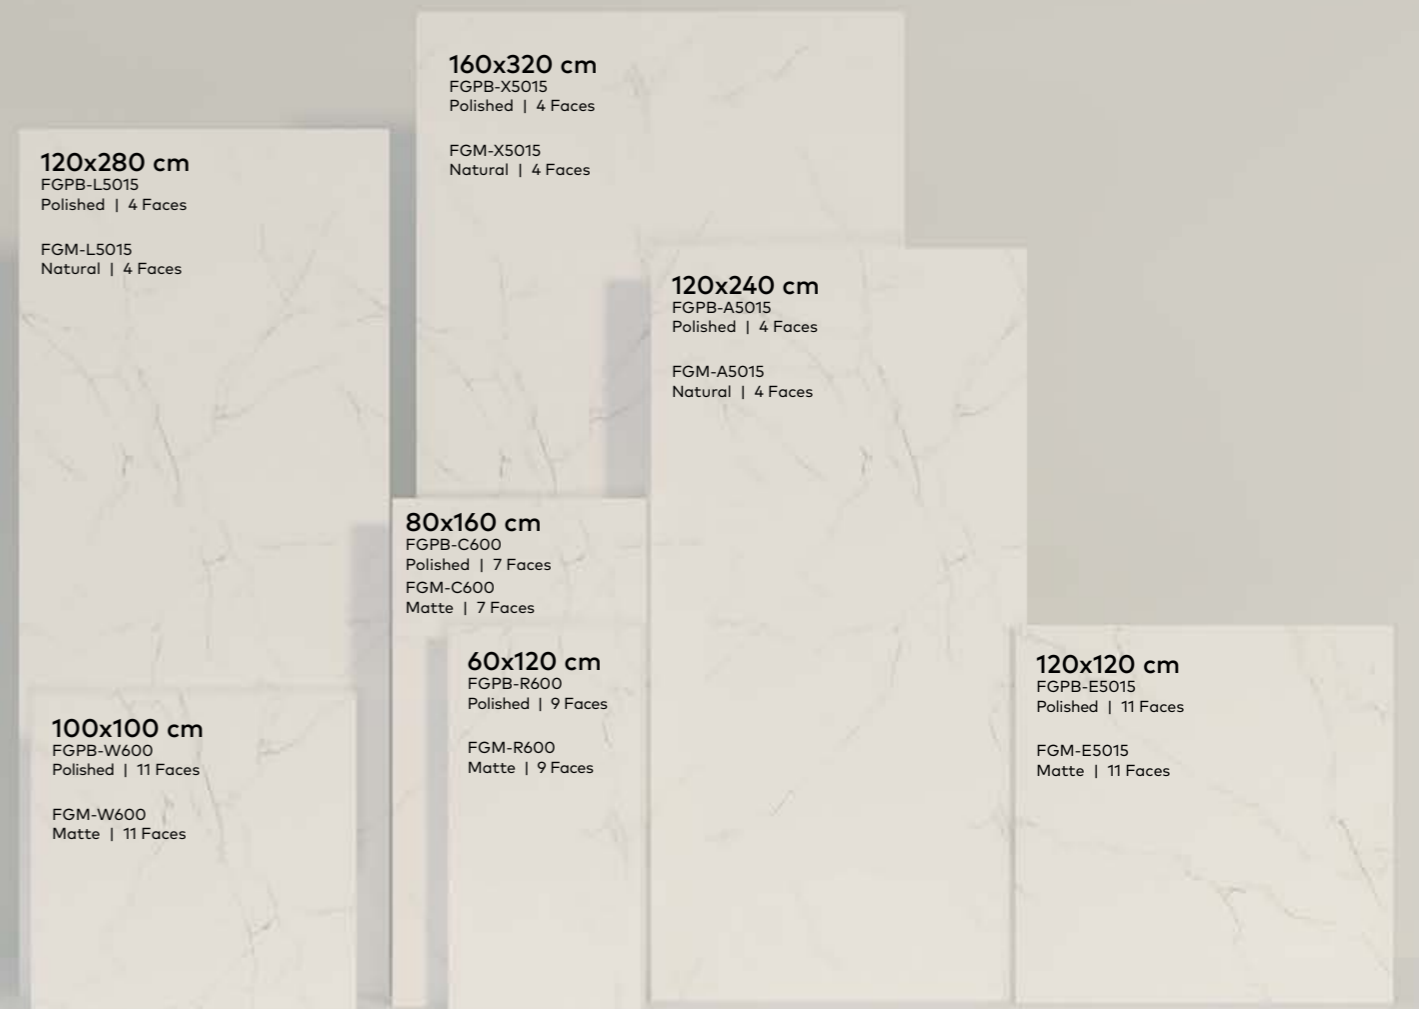 160x320 cm
FGPB-X5015
Polished | 4 Faces
FGM-X5015
Natural | 4 Faces
120x280 cm
FGPB-L5015
Polished | 4 Faces
FGM-L5015
Natural | 4 Faces
120x240 cm
FGPB-A5015
Polished | 4 Faces
FGM-A5015
Natural | 4 Faces
80x160 cm
FGPB-C600
Polished | 7 Faces
FGM-C600
Matte | 7 Faces
60x120 cm
FGPB-R600
Polished | 9 Faces
FGM-R600
Matte | 9 Faces
120x120 cm
FGPB-E5015
Polished | 11 Faces
FGM-E5015
Matte | 11 Faces
100x100 cm
FGPB-W600
Polished | 11 Faces
FGM-W600
Matte | 11 Faces